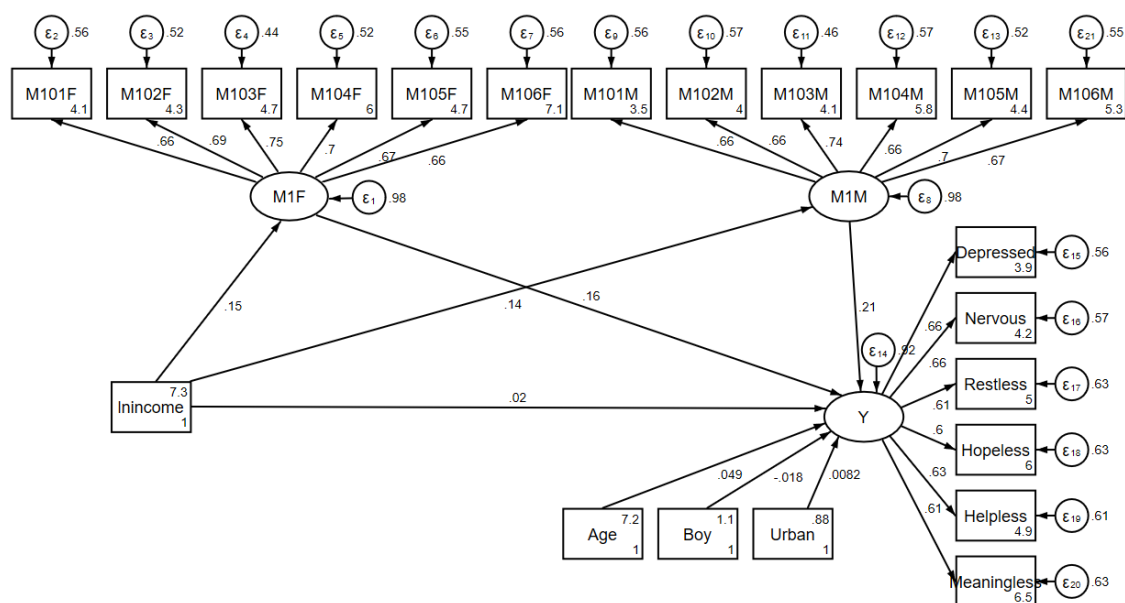 ε2 .56 ε3 .52 ε4 .44 ε5 .52 ε6 .55 ε7 .56 ε9 .56 ε10 .57 ε11 .46 ε12 .57 ε13 .52 ε21 .55
M101F M102F M103F M104F M105F M106F M101M M102M M103M M104M M105M M106M
4.1 4.3 4.7 6 4.7 7.1 3.5 4 4.1 5.8 4.4 5.3
.66 .69 .75 .7 .67 .66 .66 .66 .74 .66 .7 .67
M1F ε1 .98 M1M ε8 .98
Depressed ε15 .56
3.9
.15 .14 .16 .21
Nervous ε16 .57
4.2
.66
ε14 .92
.66
Restless ε17 .63
5
7.3
lnincome
1
.02
.61
Y
.6
Hopeless ε18 .63
6
.049 -.018 .0082
.63
.61
Helpless ε19 .61
4.9
7.2 1.1 .88
Age Boy Urban
1 1 1
Meaningless ε20 .63
6.5